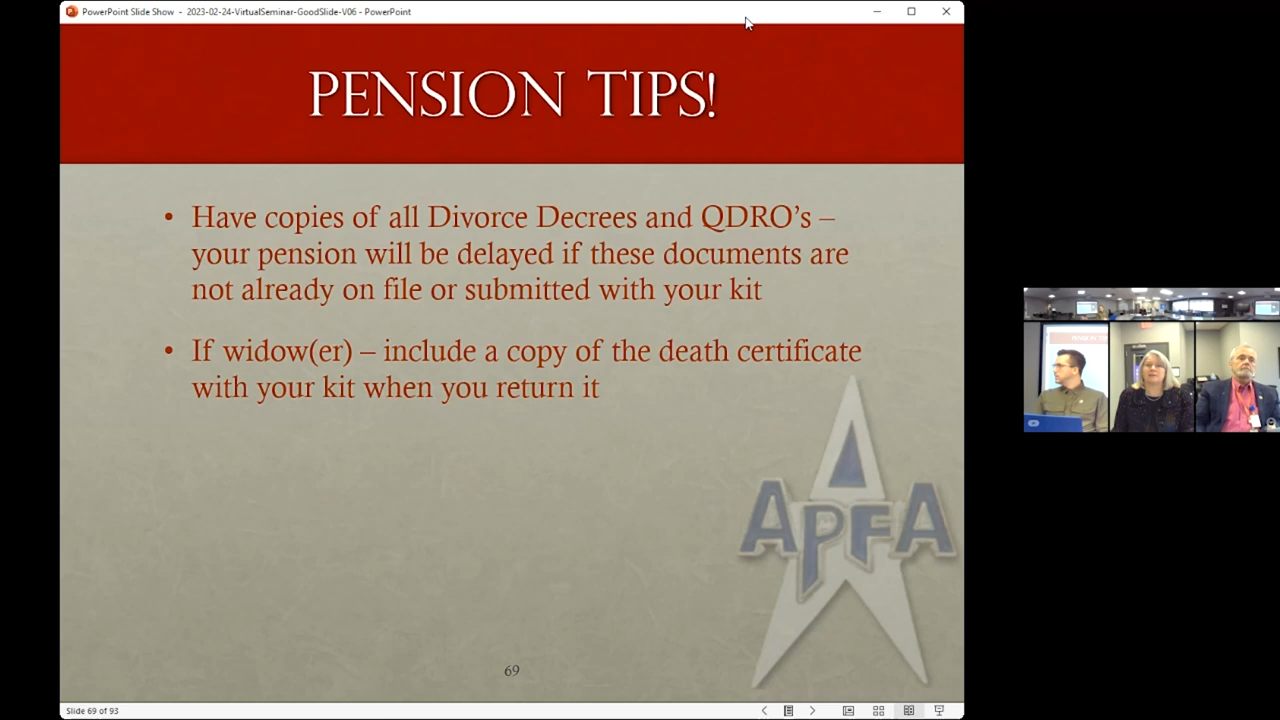 PowerPoint Slide Show - 2023-02-24-VirtualSeminar-GoodSlide-V06 - PowerPoint
PENSION TIPS!
• Have copies of all Divorce Decrees and QDRO's –
your pension will be delayed if these documents are
not already on file or submitted with your kit
• If widow(er) – include a copy of the death certificate
with your kit when you return it
APFA
69
Slide 69 of 93